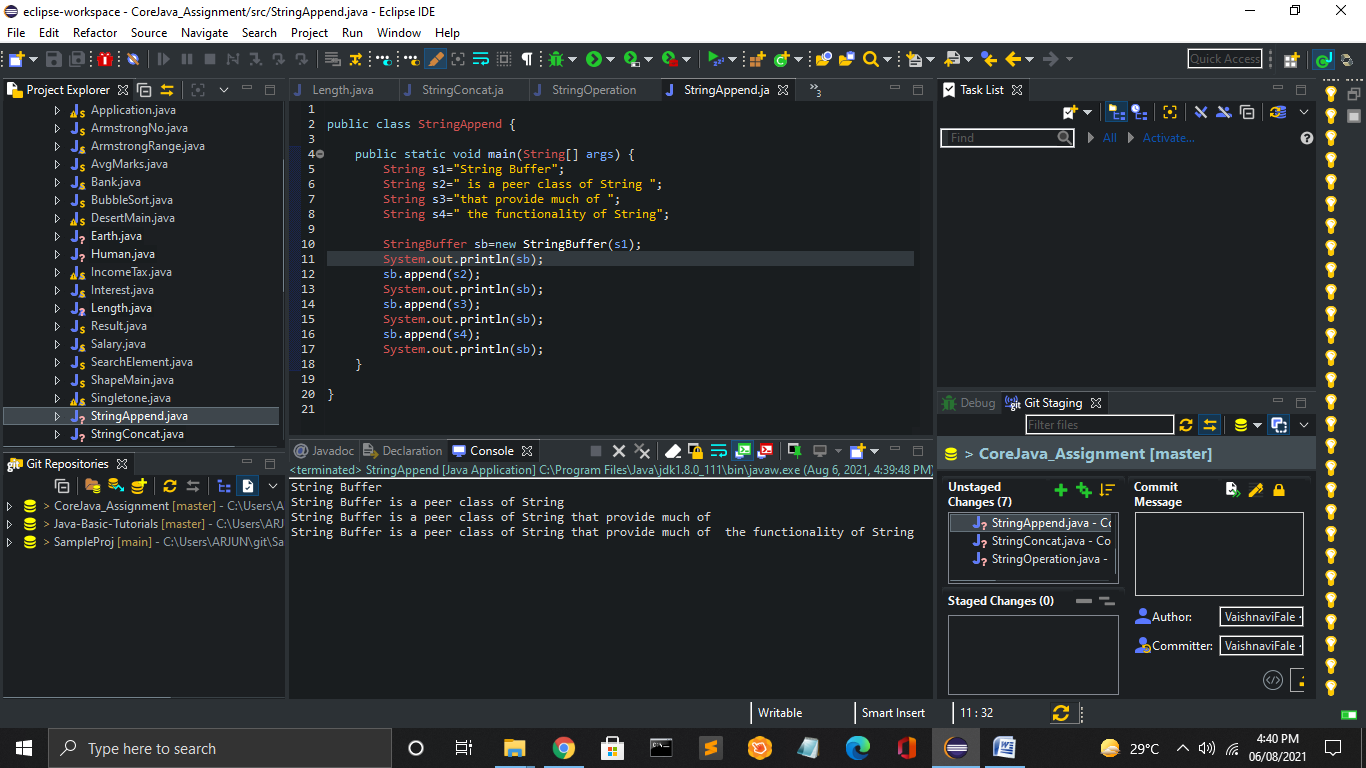 eclipse-workspace - CoreJava_Assignment/src/StringAppend.java - Eclipse IDE
File Edit Refactor Source Navigate Search Project Run Window Help
Quick Access
Project Explorer
Application.java
ArmstrongNo.java
ArmstrongRange.java
AvgMarks.java
Bank.java
BubbleSort.java
DesertMain.java
Earth.java
Human.java
IncomeTax.java
Interest.java
Length.java
Result.java
Salary.java
SearchElement.java
ShapeMain.java
Singletone.java
StringAppend.java
StringConcat.java
Git Repositories
> CoreJava_Assignment [master] - C:\Users\A
> Java-Basic-Tutorials [master] - C:\Users\ARJ
> SampleProj [main] - C:\Users\ARJUN\git\Sa
Length.java StringConcat.ja StringOperation StringAppend.ja »3
1
2 public class StringAppend {
3
4 public static void main(String[] args) {
5 String s1="String Buffer";
6 String s2=" is a peer class of String ";
7 String s3="that provide much of ";
8 String s4=" the functionality of String";
9
10 StringBuffer sb=new StringBuffer(s1);
11 System.out.println(sb);
12 sb.append(s2);
13 System.out.println(sb);
14 sb.append(s3);
15 System.out.println(sb);
16 sb.append(s4);
17 System.out.println(sb);
18 }
19
20 }
21
@ Javadoc Declaration Console
<terminated> StringAppend [Java Application] C:\Program Files\Java\jdk1.8.0_111\bin\javaw.exe (Aug 6, 2021, 4:39:48 PM)
String Buffer
String Buffer is a peer class of String
String Buffer is a peer class of String that provide much of
String Buffer is a peer class of String that provide much of  the functionality of String
Task List
Find All Activate...
Debug Git Staging
Filter files
> CoreJava_Assignment [master]
Unstaged Changes (7)
StringAppend.java - Co
StringConcat.java - Co
StringOperation.java -
Staged Changes (0)
Commit Message
Author: VaishnaviFale
Committer: VaishnaviFale
Writable Smart Insert 11 : 32
Type here to search
29°C
4:40 PM
06/08/2021